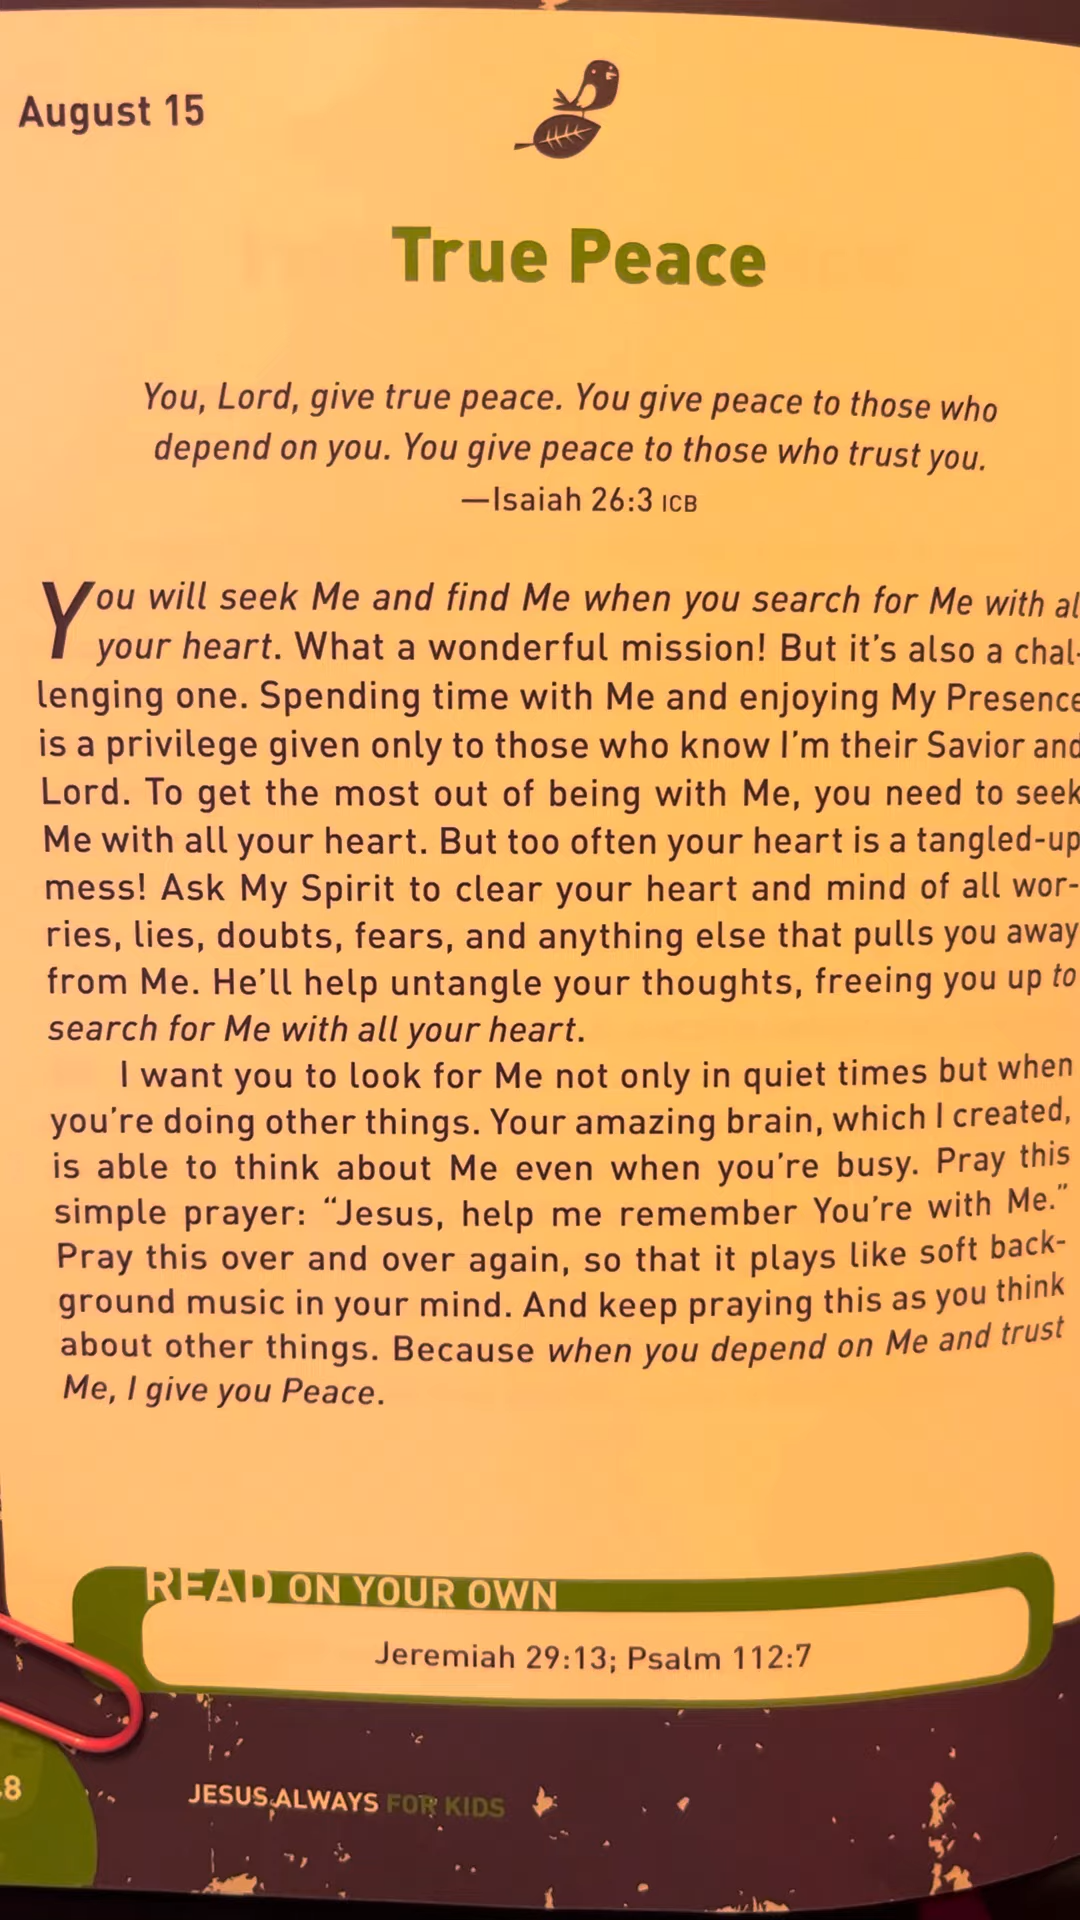 August 15
True Peace
You, Lord, give true peace. You give peace to those who
depend on you. You give peace to those who trust you.
—Isaiah 26:3 ICB
You will seek Me and find Me when you search for Me with al
your heart. What a wonderful mission! But it's also a chal-
lenging one. Spending time with Me and enjoying My Presence
is a privilege given only to those who know I'm their Savior and
Lord. To get the most out of being with Me, you need to seek
Me with all your heart. But too often your heart is a tangled-up
mess! Ask My Spirit to clear your heart and mind of all wor-
ries, lies, doubts, fears, and anything else that pulls you away
from Me. He'll help untangle your thoughts, freeing you up to
search for Me with all your heart.
I want you to look for Me not only in quiet times but when
you're doing other things. Your amazing brain, which I created,
is able to think about Me even when you're busy. Pray this
simple prayer: “Jesus, help me remember You're with Me.”
Pray this over and over again, so that it plays like soft back-
ground music in your mind. And keep praying this as you think
about other things. Because when you depend on Me and trust
Me, I give you Peace.
READ ON YOUR OWN
Jeremiah 29:13; Psalm 112:7
8
JESUS ALWAYS FOR KIDS